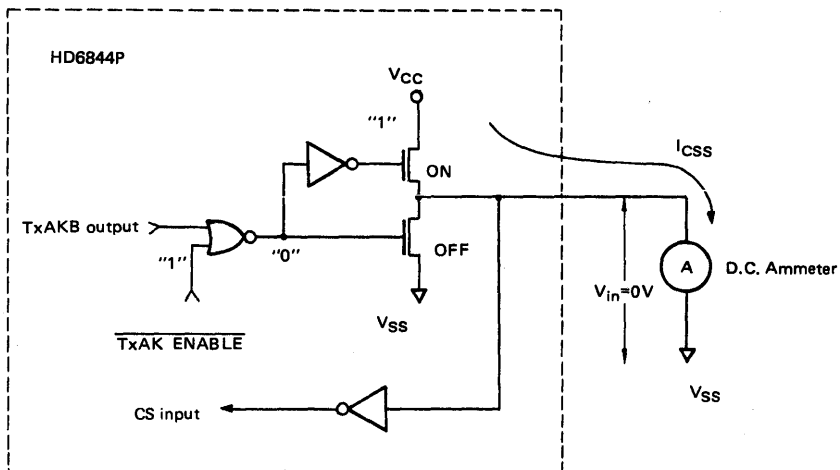 HD6844P
VCC
"1"
ICSS
ON
TxAKB output
"1"
"0"
OFF
A
D.C. Ammeter
Vin=0V
VSS
TxAK ENABLE
VSS
CS input